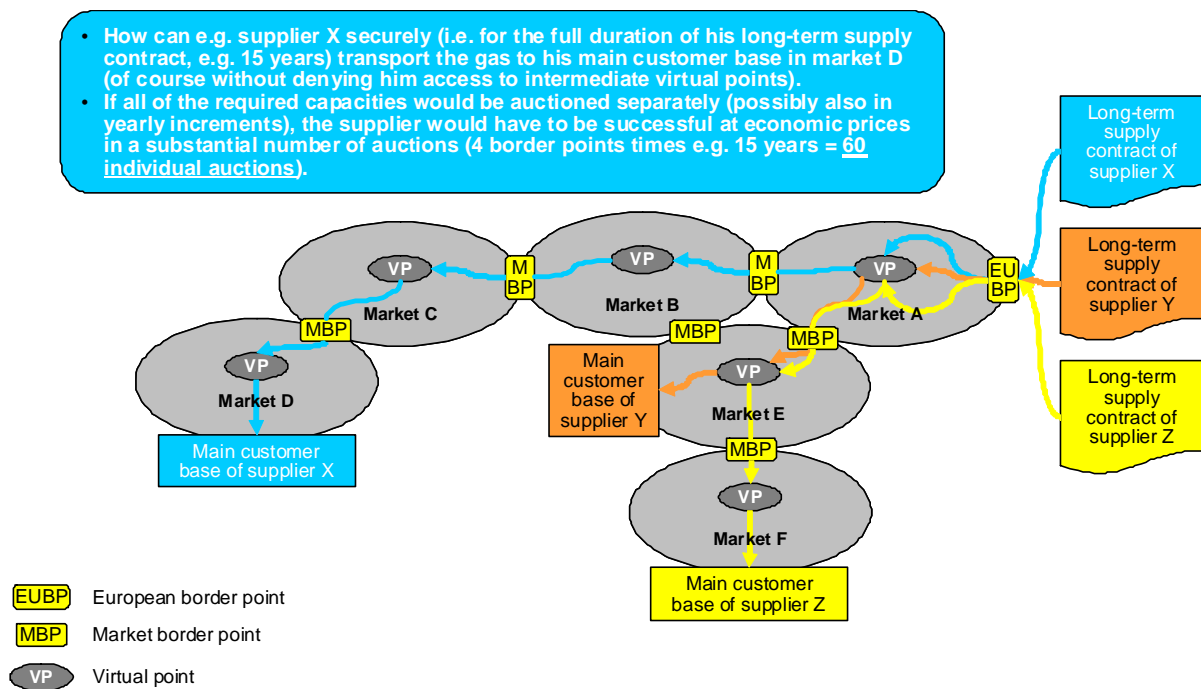 • How can e.g. supplier X securely (i.e. for the full duration of his long-term supply
contract, e.g. 15 years) transport the gas to his main customer base in market D
(of course without denying him access to intermediate virtual points).
• If all of the required capacities would be auctioned separately (possibly also in
yearly increments), the supplier would have to be successful at economic prices
in a substantial number of auctions (4 border points times e.g. 15 years = 60
individual auctions).
Long-term
supply
contract of
supplier X
Long-term
supply
contract of
supplier Y
Long-term
supply
contract of
supplier Z
VP
Market C
M
BP
VP
Market B
M
BP
VP
Market A
EU
BP
MBP
MBP
MBP
VP
Market D
Main customer
base of supplier X
Main
customer
base of
supplier Y
VP
Market E
MBP
VP
Market F
Main customer
base of supplier Z
EUBP European border point
MBP Market border point
VP Virtual point